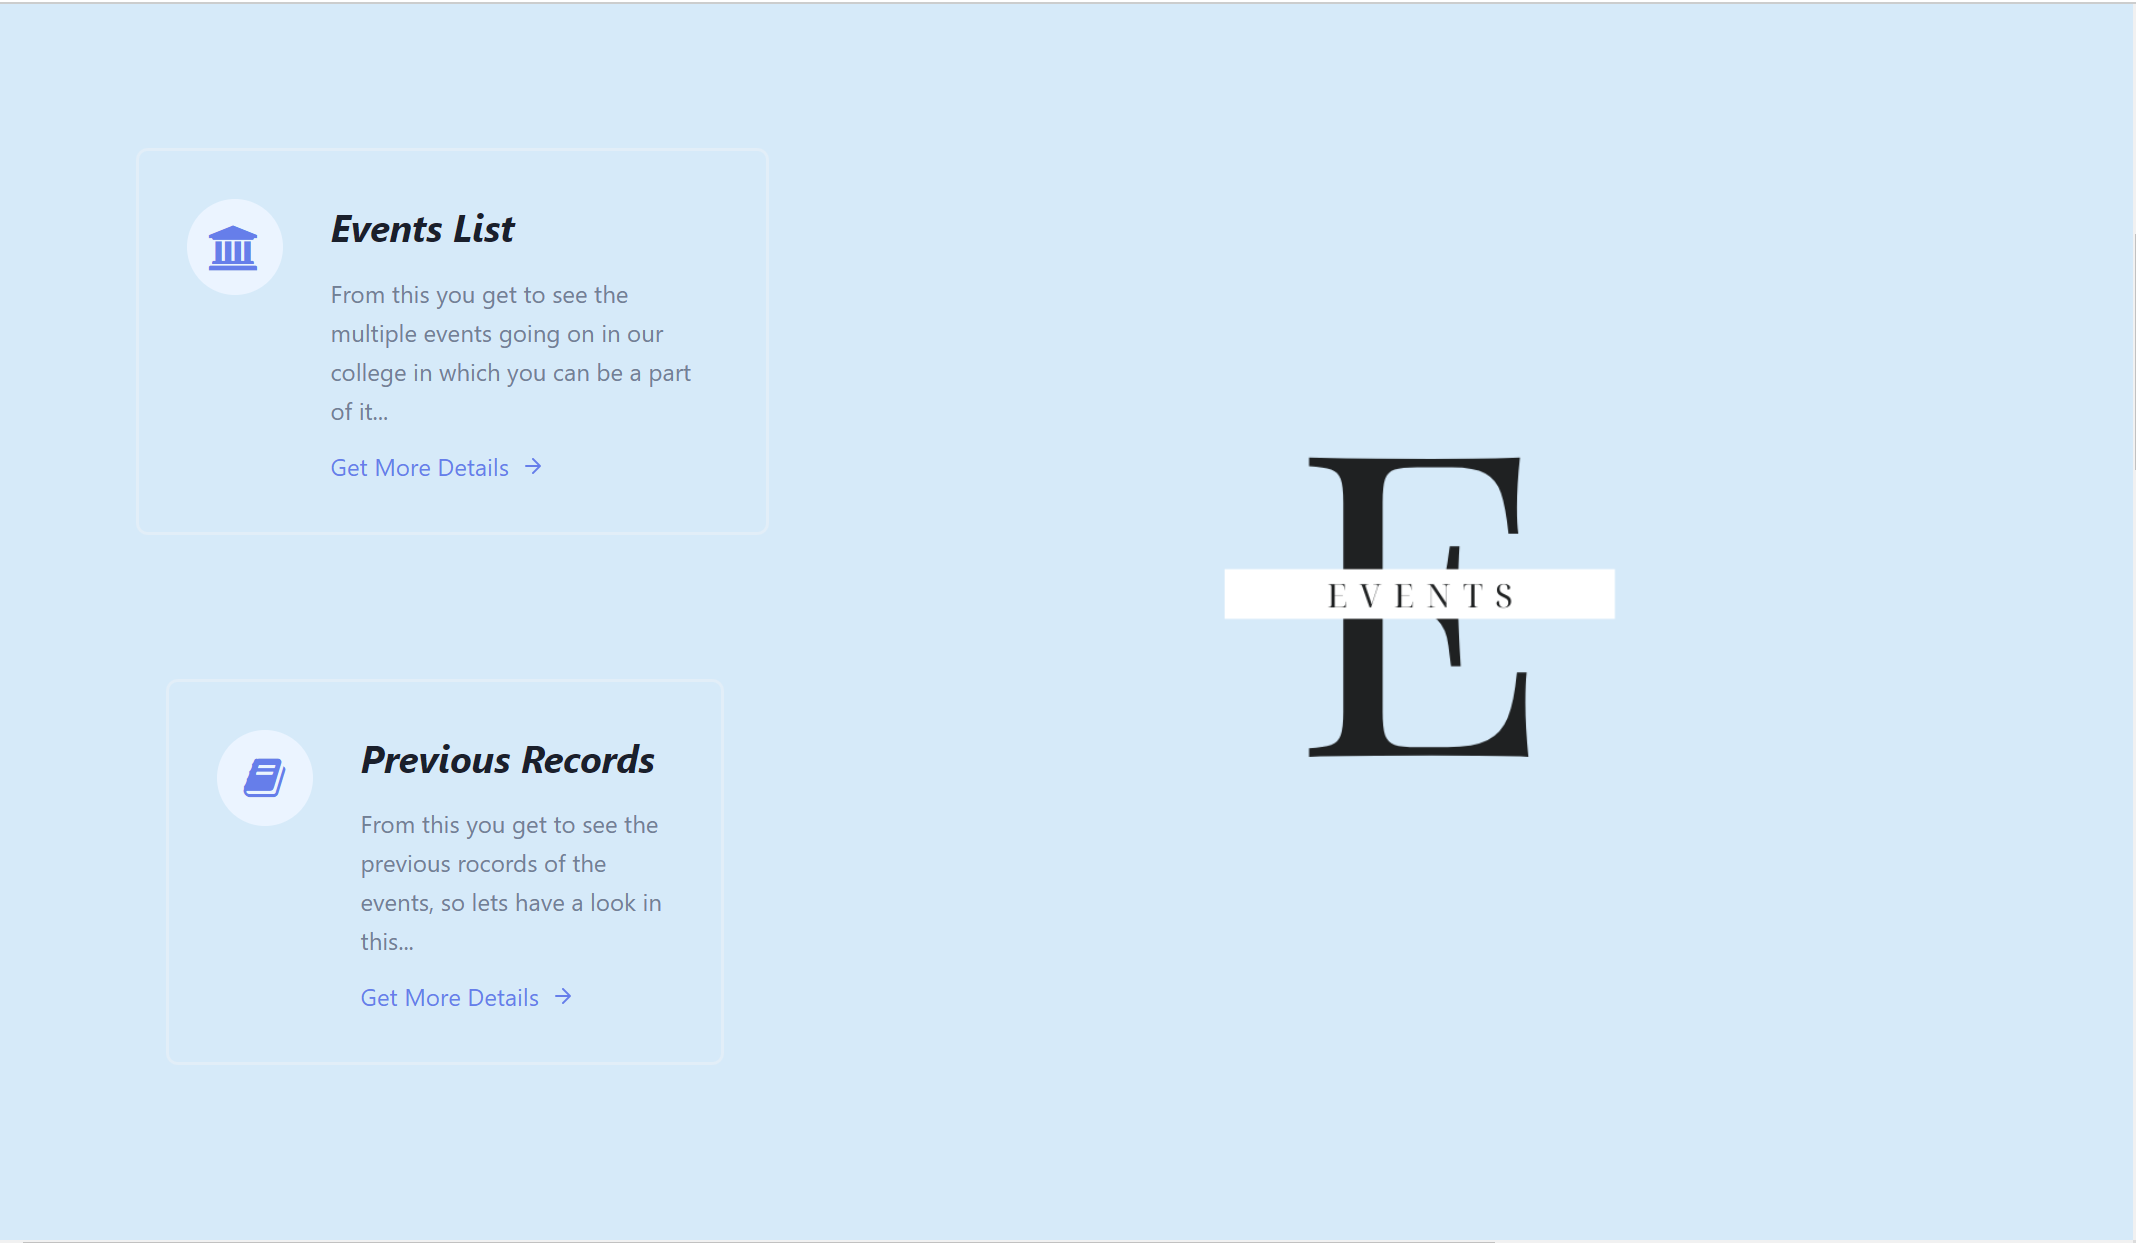 Events List
From this you get to see the
multiple events going on in our
college in which you can be a part
of it...
Get More Details →
EVENTS
Previous Records
From this you get to see the
previous rocords of the
events, so lets have a look in
this...
Get More Details →